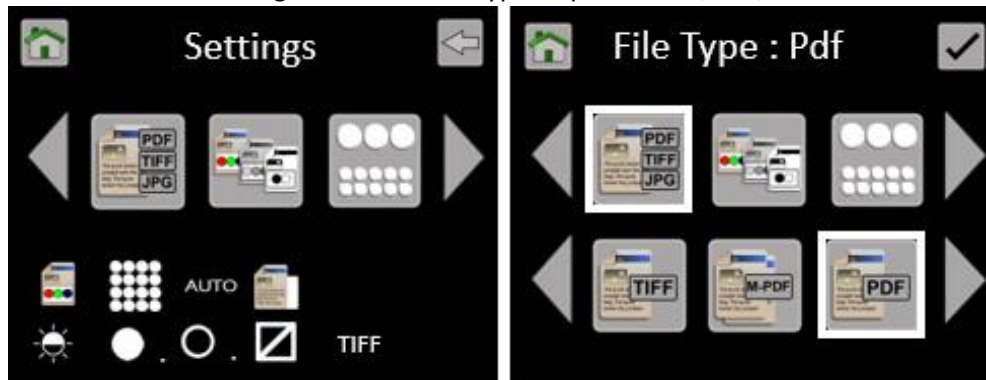 Settings
PDF
TIFF
JPG
AUTO
TIFF
File Type : Pdf
PDF
TIFF
JPG
TIFF
M-PDF
PDF